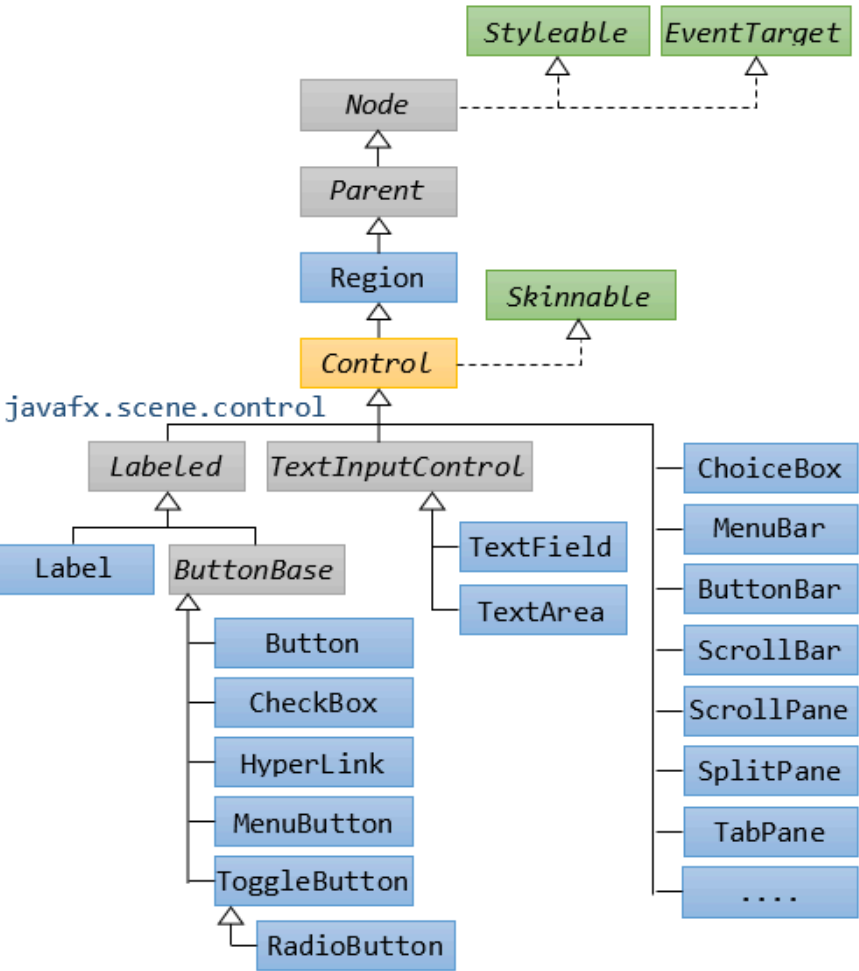 Styleable
EventTarget
Node
Parent
Region
Skinnable
Control
javafx.scene.control
Labeled
TextInputControl
ChoiceBox
MenuBar
Label
ButtonBase
TextField
ButtonBar
TextArea
Button
ScrollBar
CheckBox
ScrollPane
HyperLink
SplitPane
MenuButton
TabPane
ToggleButton
....
RadioButton